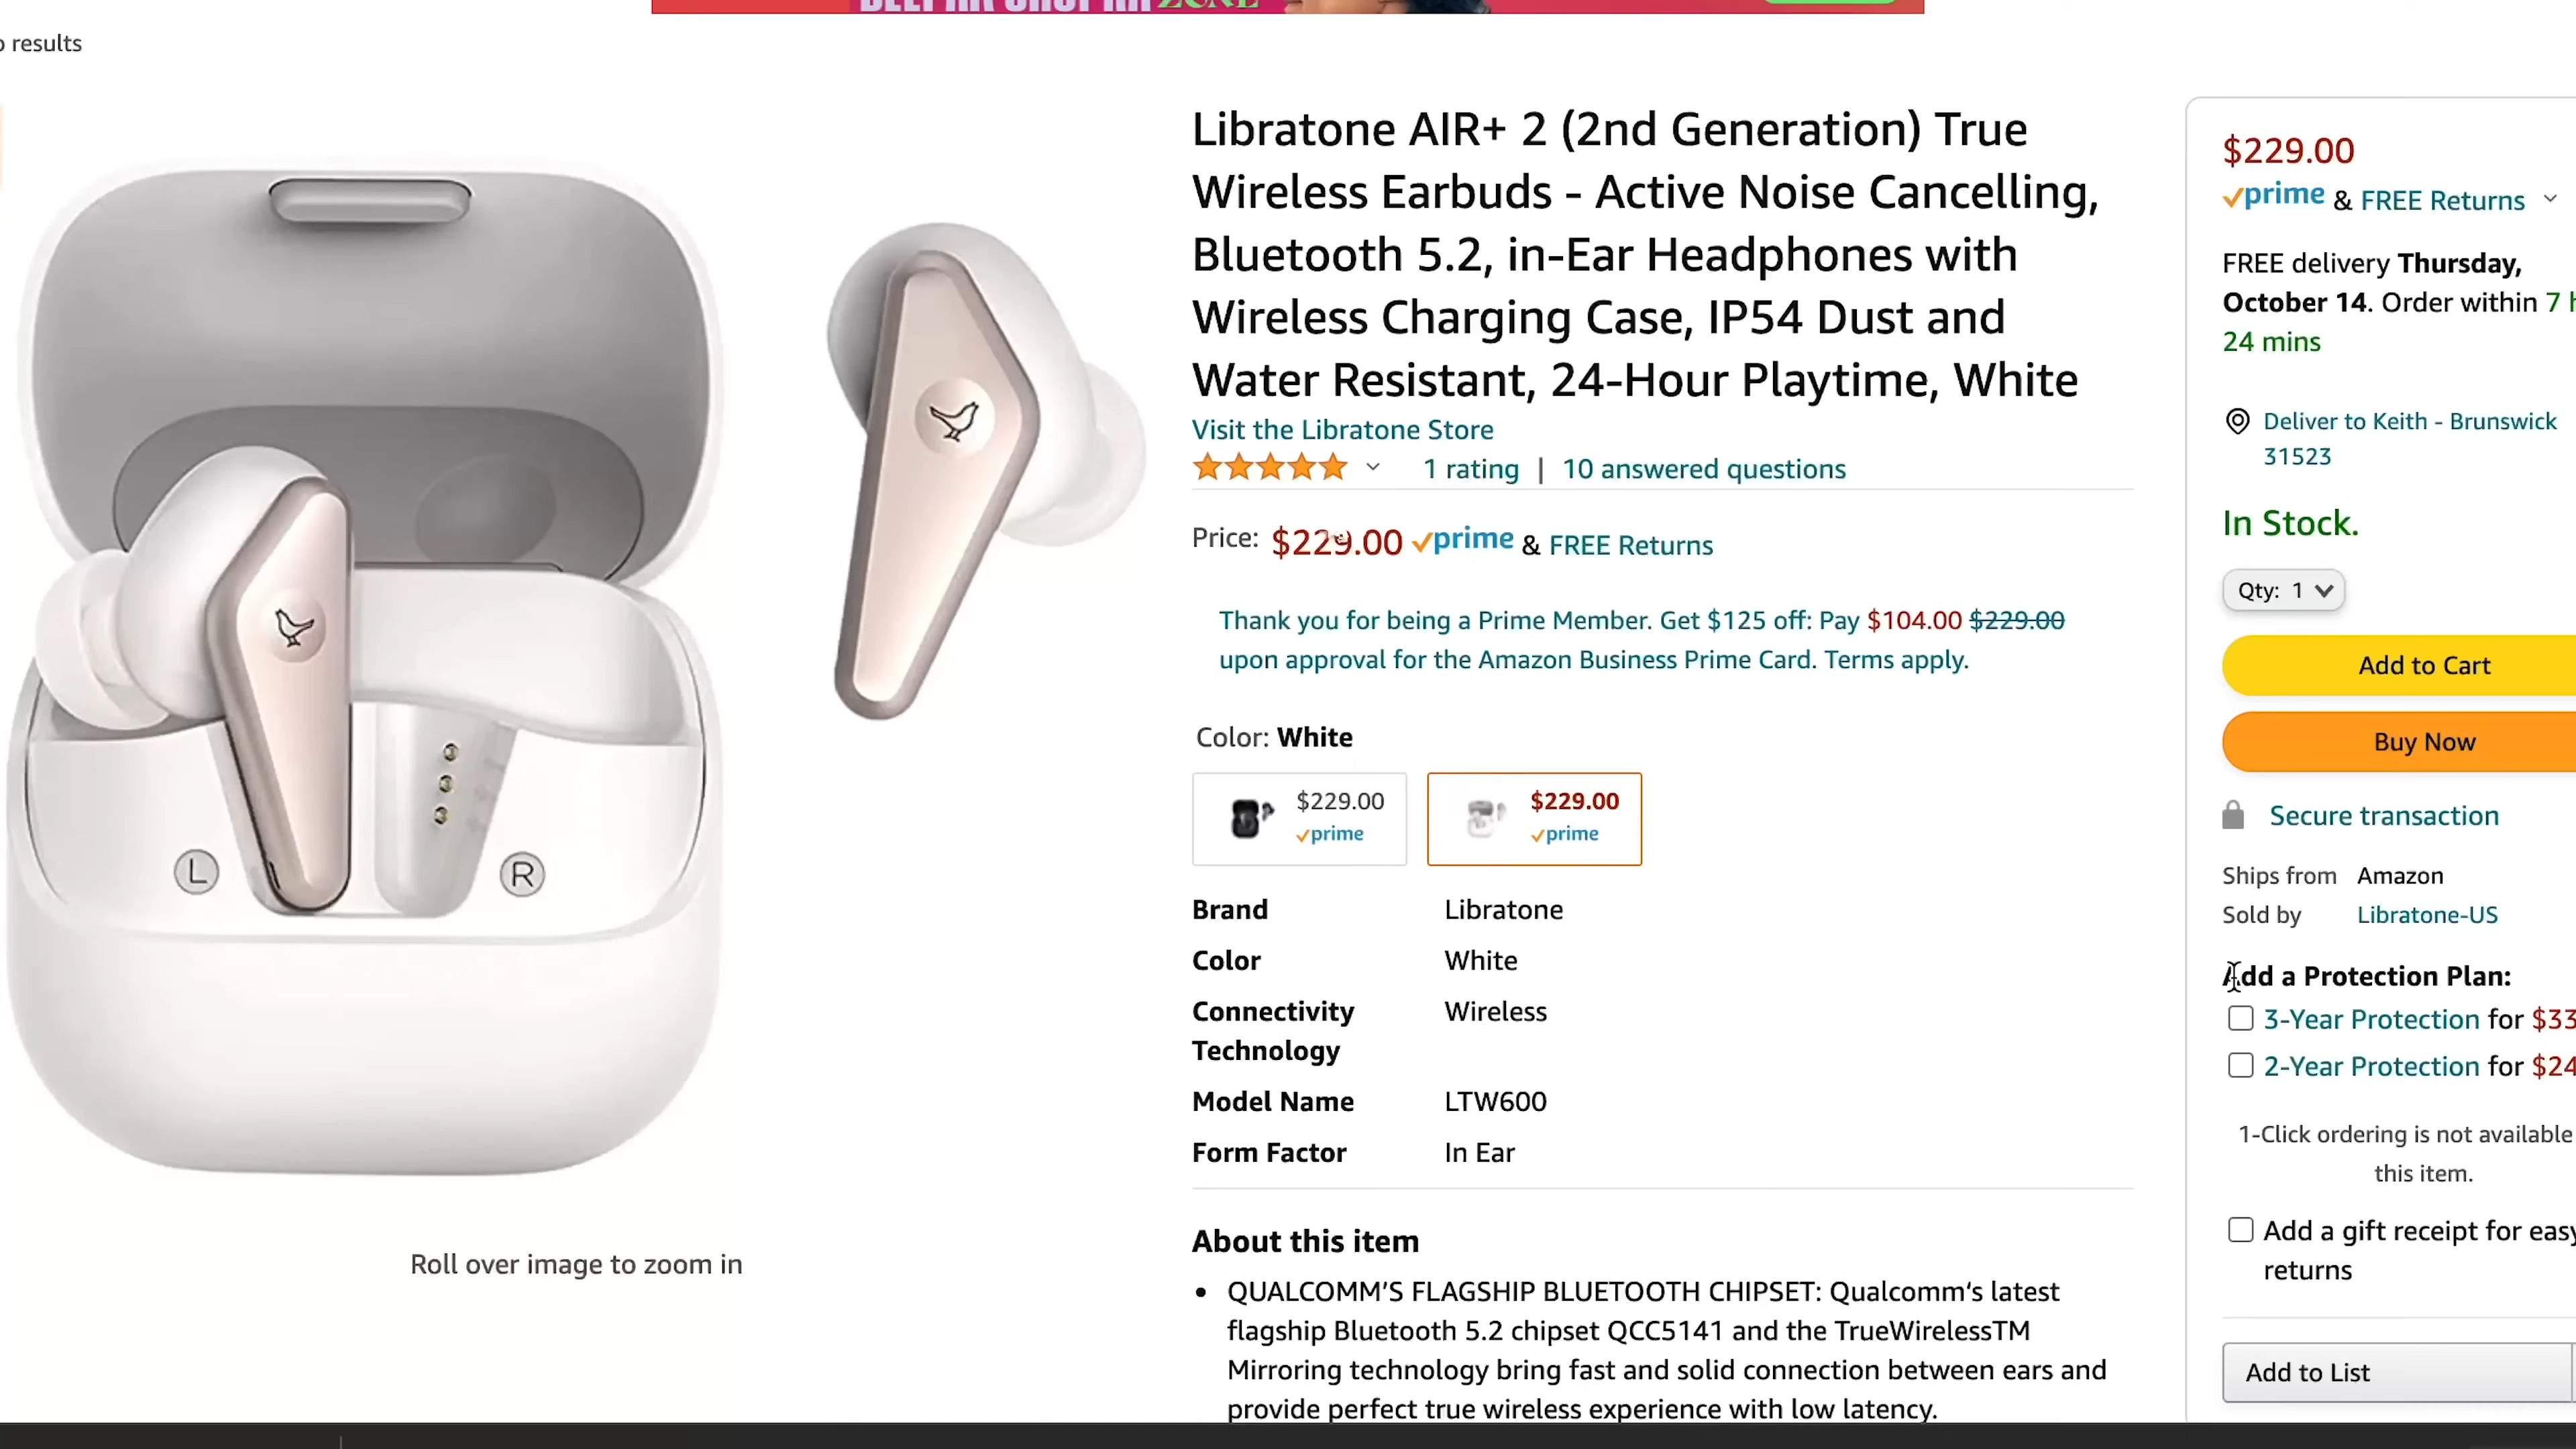 results
Libratone AIR+ 2 (2nd Generation) True
Wireless Earbuds - Active Noise Cancelling,
Bluetooth 5.2, in-Ear Headphones with
Wireless Charging Case, IP54 Dust and
Water Resistant, 24-Hour Playtime, White
Visit the Libratone Store
1 rating | 10 answered questions
Price: $229.00 prime & FREE Returns
Thank you for being a Prime Member. Get $125 off: Pay $104.00 $229.00
upon approval for the Amazon Business Prime Card. Terms apply.
Color: White
$229.00
prime
$229.00
prime
Brand Libratone
Color White
Connectivity Wireless
Technology
Model Name LTW600
Form Factor In Ear
About this item
• QUALCOMM’S FLAGSHIP BLUETOOTH CHIPSET: Qualcomm‘s latest
flagship Bluetooth 5.2 chipset QCC5141 and the TrueWirelessTM
Mirroring technology bring fast and solid connection between ears and
provide perfect true wireless experience with low latency.
L
R
Roll over image to zoom in
$229.00
prime & FREE Returns
FREE delivery Thursday,
October 14. Order within 7
24 mins
Deliver to Keith - Brunswick
31523
In Stock.
Qty: 1
Add to Cart
Buy Now
Secure transaction
Ships from Amazon
Sold by Libratone-US
Add a Protection Plan:
3-Year Protection for $33
2-Year Protection for $24
1-Click ordering is not available
this item.
Add a gift receipt for easy
returns
Add to List